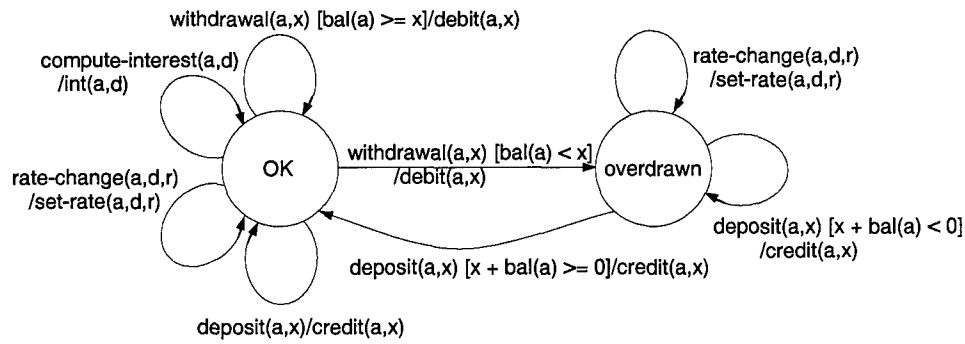 withdrawal(a,x) [bal(a) >= x]/debit(a,x)
compute-interest(a,d)
/int(a,d)
rate-change(a,d,r)
/set-rate(a,d,r)
OK
withdrawal(a,x) [bal(a) < x]
/debit(a,x)
overdrawn
rate-change(a,d,r)
/set-rate(a,d,r)
deposit(a,x) [x + bal(a) < 0]
/credit(a,x)
deposit(a,x) [x + bal(a) >= 0]/credit(a,x)
deposit(a,x)/credit(a,x)